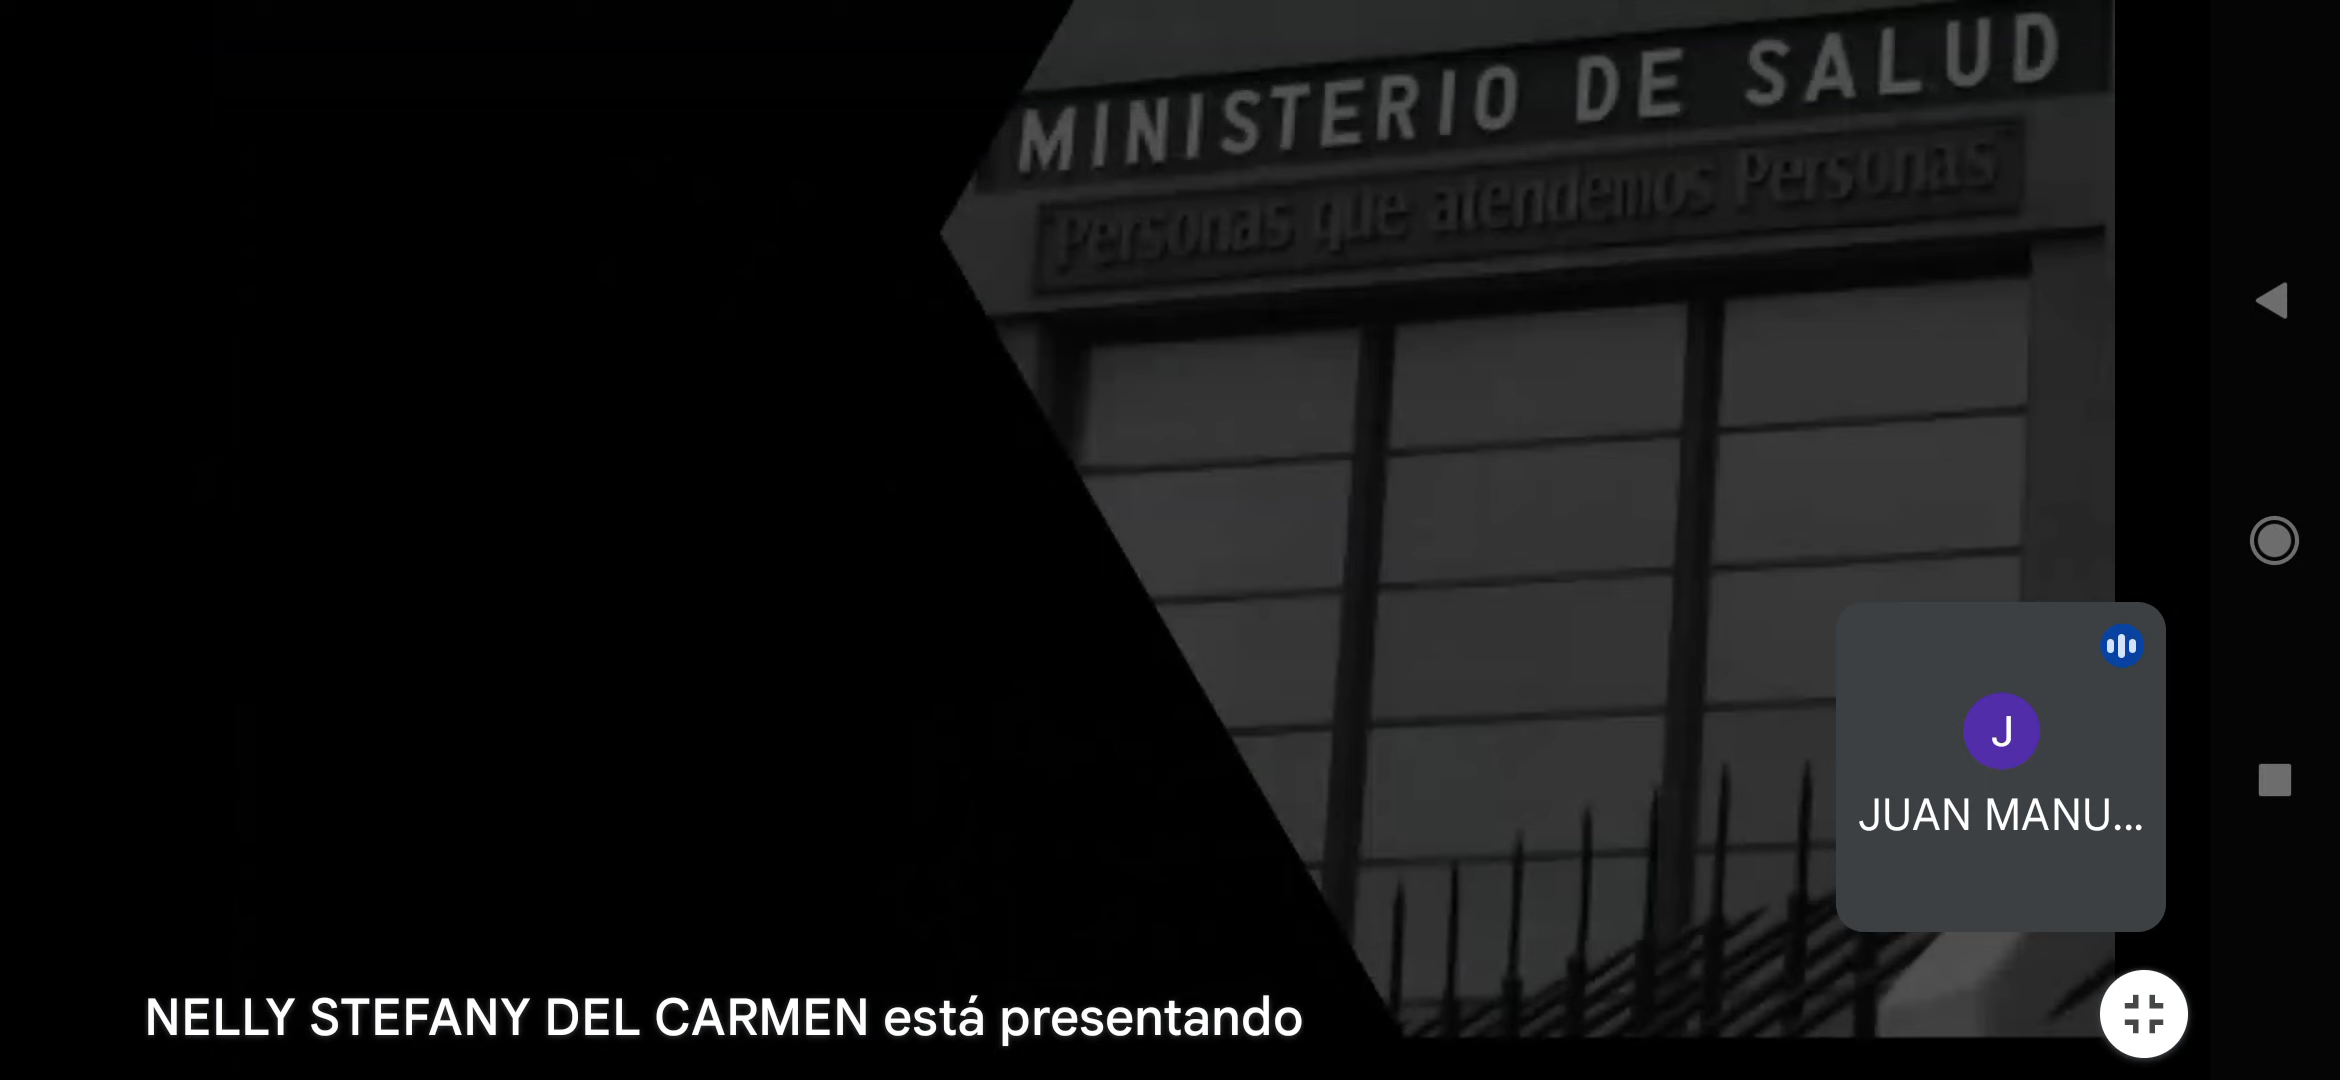 MINISTERIO DE SALUD
Personas que atendemos Personas
J
JUAN MANU...
NELLY STEFANY DEL CARMEN está presentando